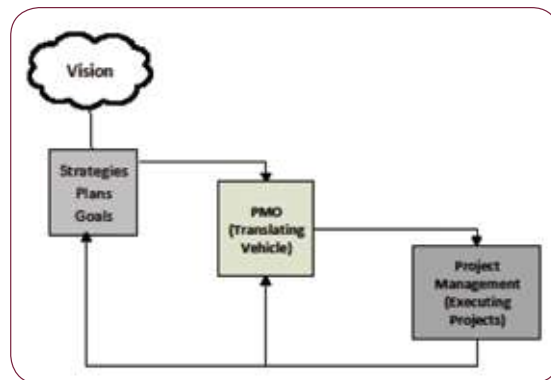 Vision
Strategies
Plans
Goals
PMO
(Translating
Vehicle)
Project
Management
(Executing
Projects)